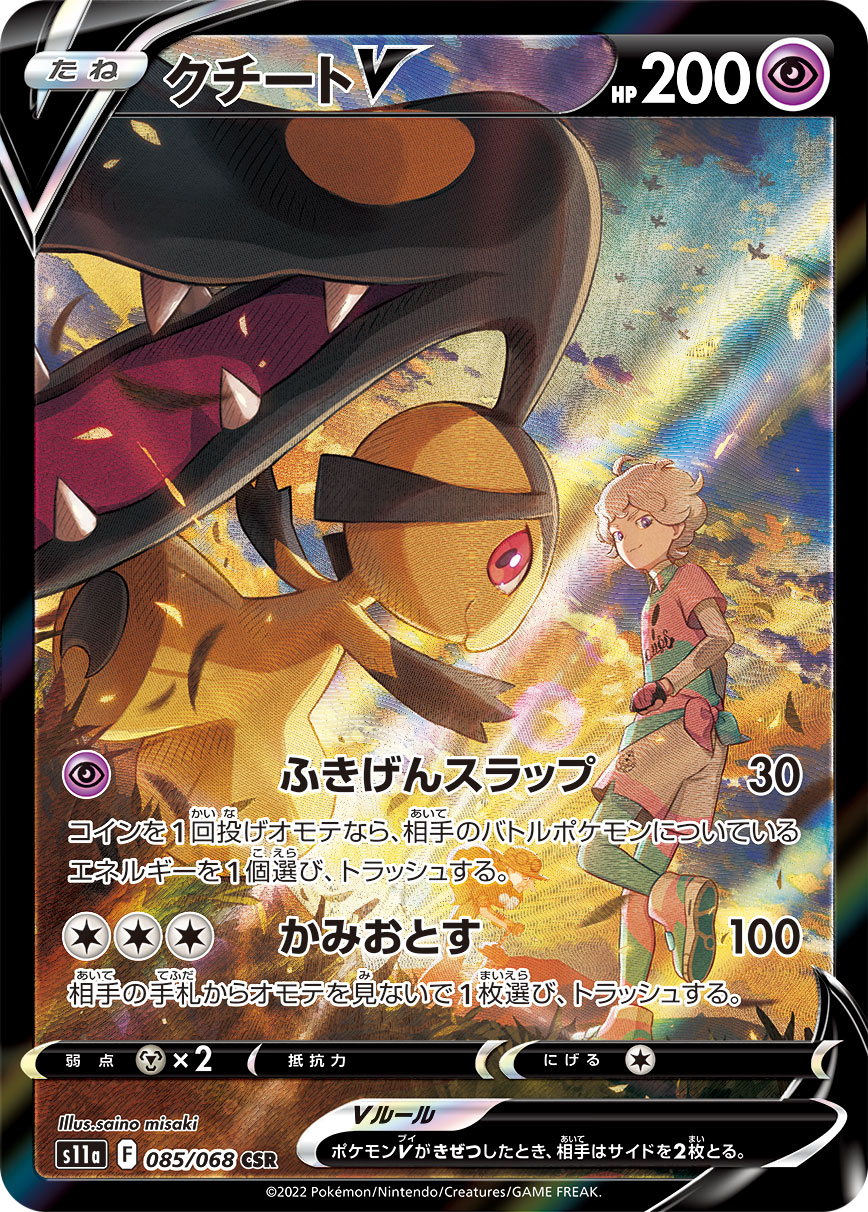 たね クチートV HP 200
ふきげんスラップ 30
コインを1回投げオモテなら、相手のバトルポケモンについている
エネルギーを1個選び、トラッシュする。
かみおとす 100
相手の手札からオモテを見ないで1枚選び、トラッシュする。
弱点 ×2 抵抗力 にげる
Illus.saino misaki
Vルール
ポケモンVがきぜつしたとき、相手はサイドを2枚とる。
s11a F 085/068 CSR
©2022 Pokémon/Nintendo/Creatures/GAME FREAK.